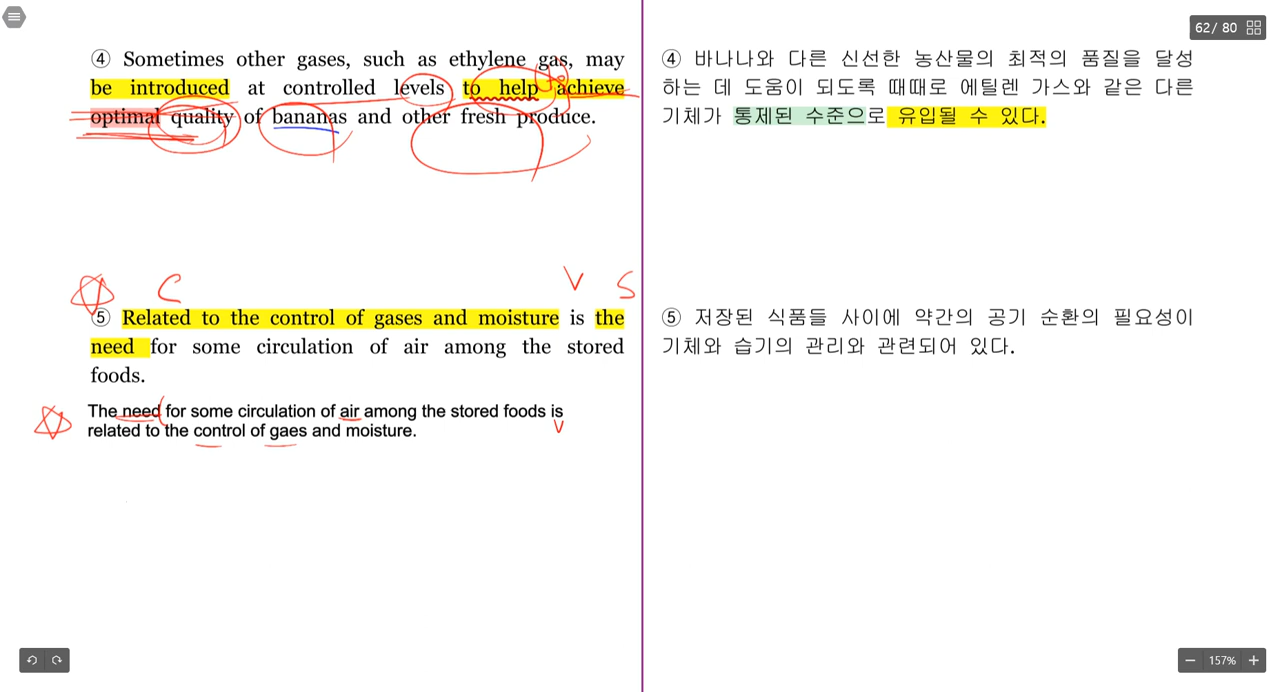 62/ 80
④ Sometimes other gases, such as ethylene gas, may
be introduced at controlled levels to help achieve
optimal quality of bananas and other fresh produce.
④ 바나나와 다른 신선한 농산물의 최적의 품질을 달성
하는 데 도움이 되도록 때때로 에틸렌 가스와 같은 다른
기체가 통제된 수준으로 유입될 수 있다.
C V S
⑤ Related to the control of gases and moisture is the
need for some circulation of air among the stored
foods.
⑤ 저장된 식품들 사이에 약간의 공기 순환의 필요성이
기체와 습기의 관리와 관련되어 있다.
The need for some circulation of air among the stored foods is
related to the control of gaes and moisture.
V
157%